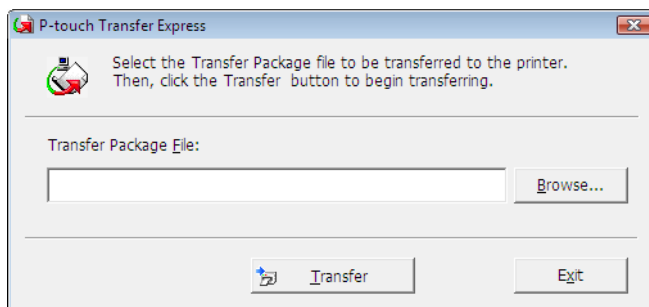 P-touch Transfer Express
Select the Transfer Package file to be transferred to the printer.
Then, click the Transfer button to begin transferring.
Transfer Package File:
Browse...
Transfer
Exit